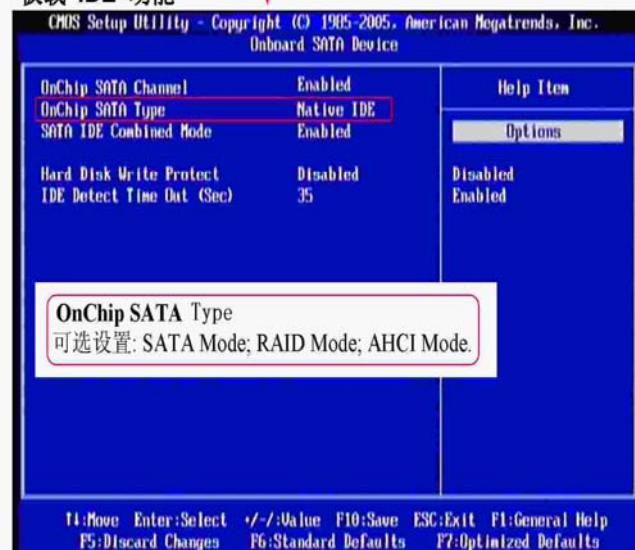 IDE 功能
CMOS Setup Utility - Copyright (C) 1985-2005, American Megatrends, Inc.
Onboard SATA Device
OnChip SATA Channel Enabled
OnChip SATA Type Native IDE
SATA IDE Combined Mode Enabled
Hard Disk Write Protect Disabled
IDE Detect Time Out (Sec) 35
Help Item
Options
Disabled
Enabled
OnChip SATA Type
可选设置: SATA Mode; RAID Mode; AHCI Mode.
↑↓:Move Enter:Select +/-/:Value F10:Save ESC:Exit F1:General Help
F5:Discard Changes F6:Standard Defaults F7:Optimized Defaults